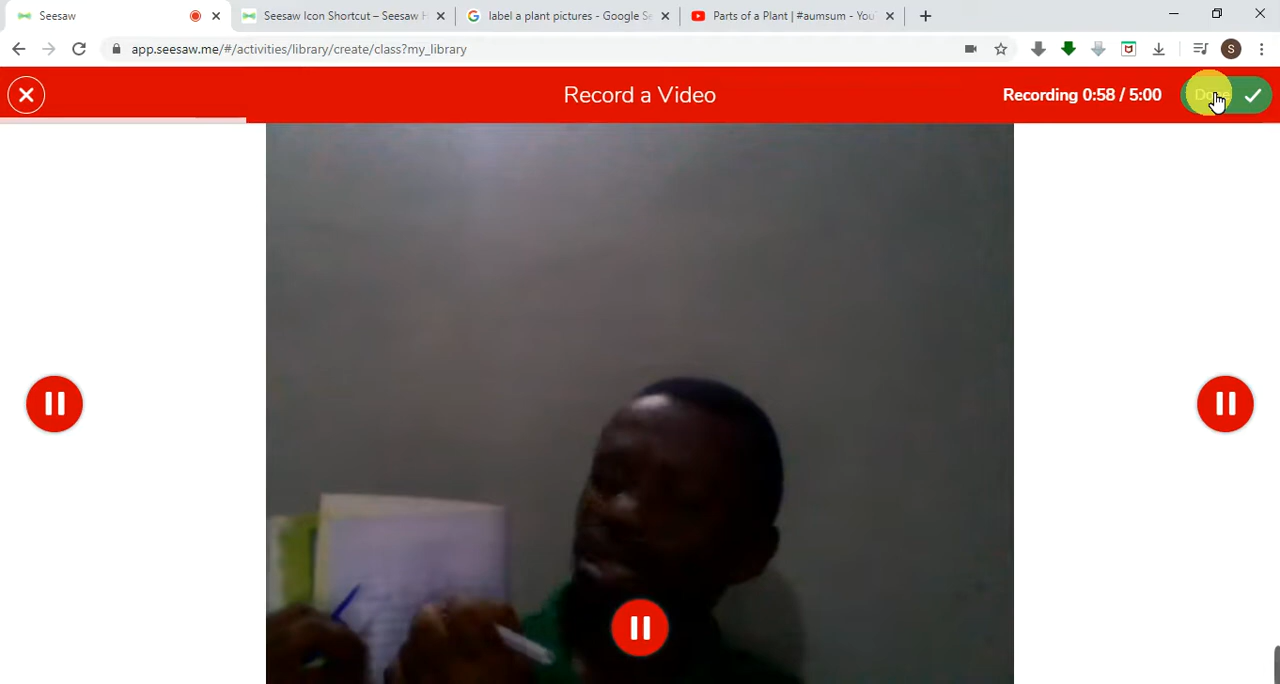 Seesaw
Seesaw Icon Shortcut – Seesaw H
label a plant pictures - Google Se
Parts of a Plant | #aumsum - You
app.seesaw.me/#/activities/library/create/class?my_library
S
Record a Video
Recording 0:58 / 5:00
Done